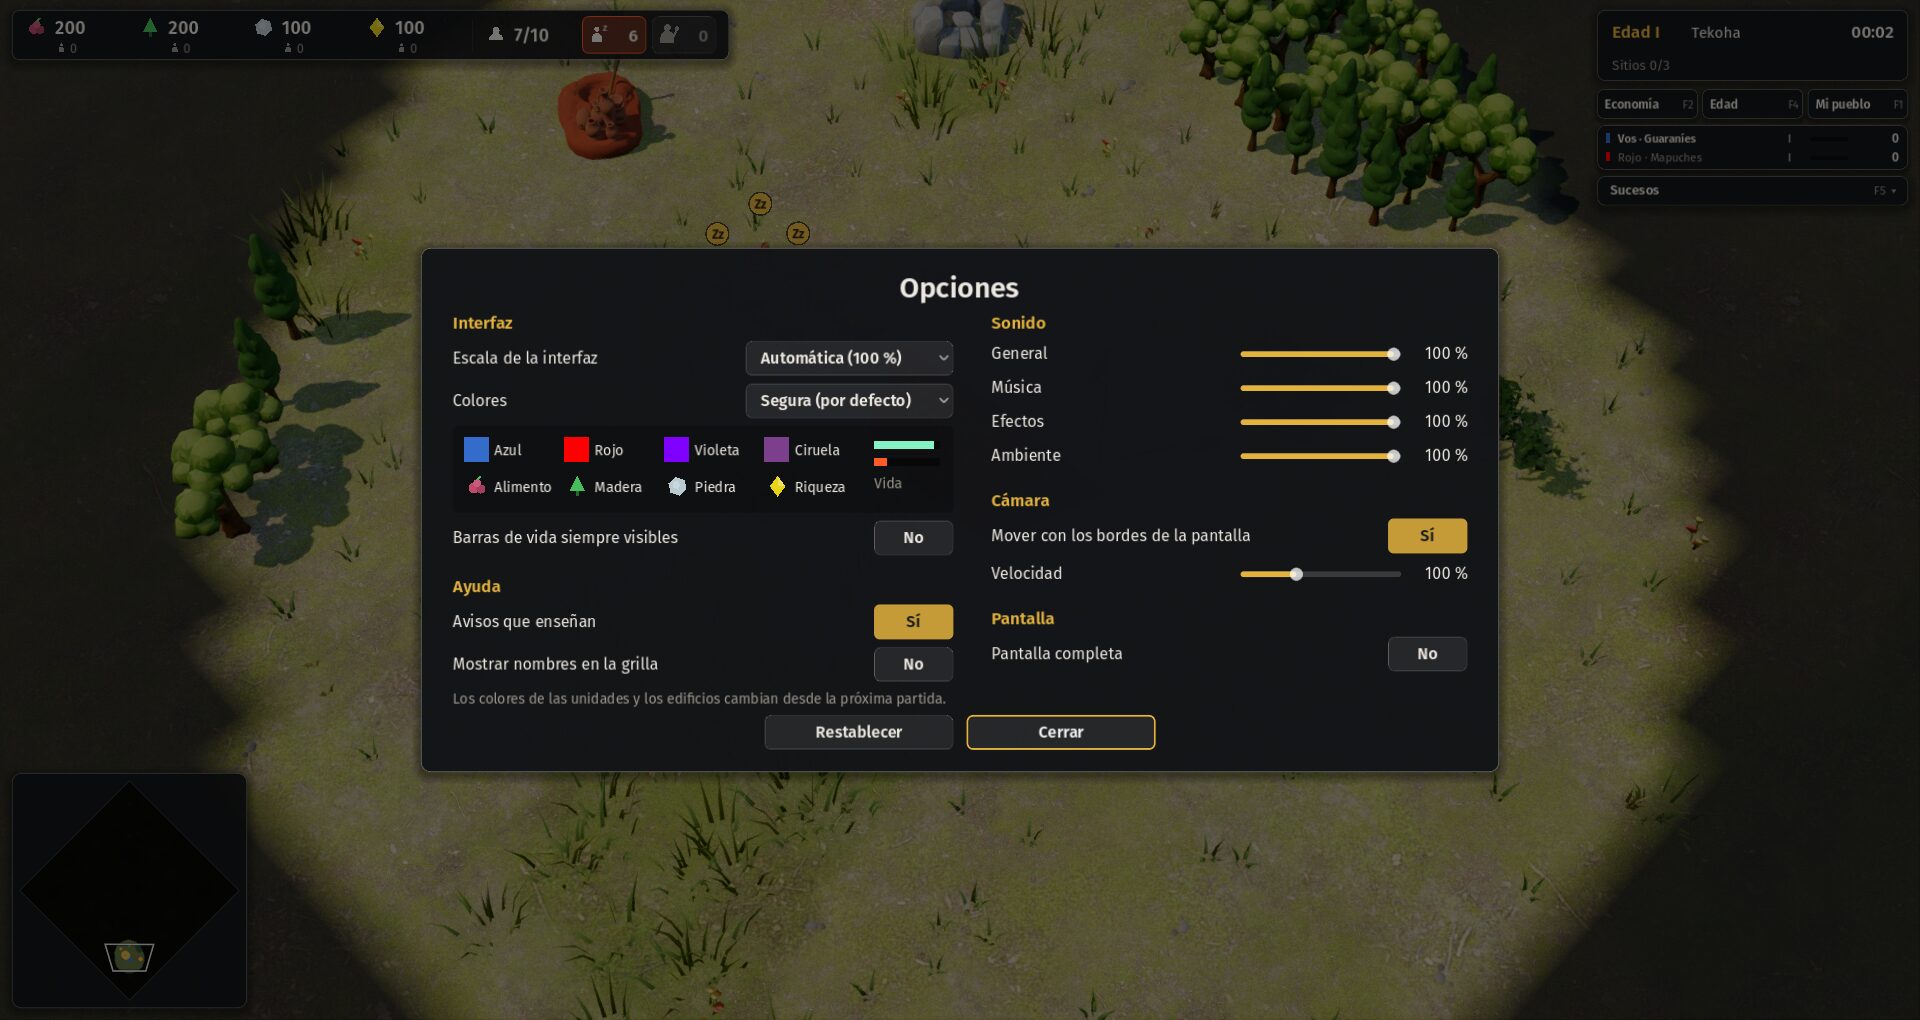 200 200 100 100 7/10 6 0
0 0 0 0
Edad I Tekoha 00:02
Sitios 0/3
Economía F2 Edad F4 Mi pueblo F1
Vos · Guaraníes I 0
Rojo · Mapuches I 0
Sucesos F5
Zz
Zz Zz
Opciones
Interfaz
Escala de la interfaz Automática (100 %)
Colores Segura (por defecto)
Azul Rojo Violeta Ciruela
Alimento Madera Piedra Riqueza Vida
Barras de vida siempre visibles No
Ayuda
Avisos que enseñan Sí
Mostrar nombres en la grilla No
Los colores de las unidades y los edificios cambian desde la próxima partida.
Sonido
General 100 %
Música 100 %
Efectos 100 %
Ambiente 100 %
Cámara
Mover con los bordes de la pantalla Sí
Velocidad 100 %
Pantalla
Pantalla completa No
Restablecer Cerrar